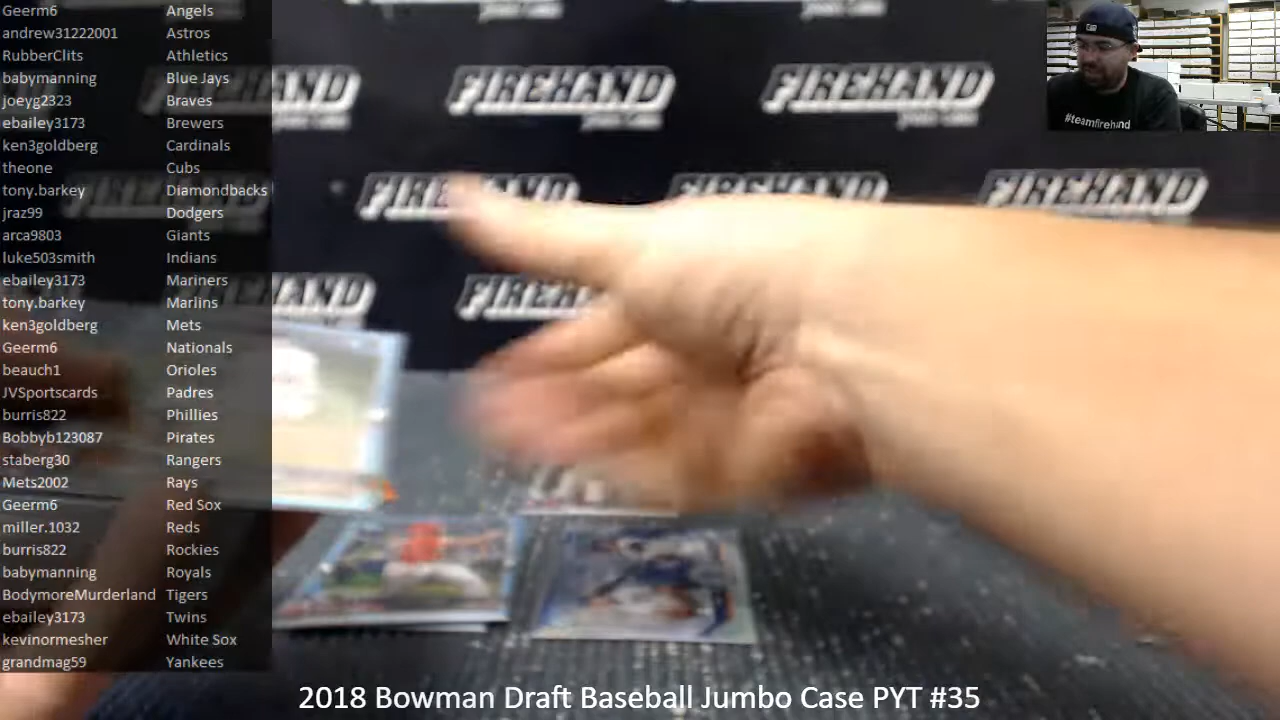 Geerm6 Angels
andrew31222001 Astros
RubberClits Athletics
babymanning Blue Jays
joeyg2323 Braves
ebailey3173 Brewers
ken3goldberg Cardinals
theone Cubs
tony.barkey Diamondbacks
jraz99 Dodgers
arca9803 Giants
luke503smith Indians
ebailey3173 Mariners
tony.barkey Marlins
ken3goldberg Mets
Geerm6 Nationals
beauch1 Orioles
JVSportscards Padres
burris822 Phillies
Bobbyb123087 Pirates
staberg30 Rangers
Mets2002 Rays
Geerm6 Red Sox
miller.1032 Reds
burris822 Rockies
babymanning Royals
BodymoreMurderland Tigers
ebailey3173 Twins
kevinormesher White Sox
grandmag59 Yankees
FIREHAND FIREHAND
FIREHAND FIREHAND
#teamfirehand
2018 Bowman Draft Baseball Jumbo Case PYT #35